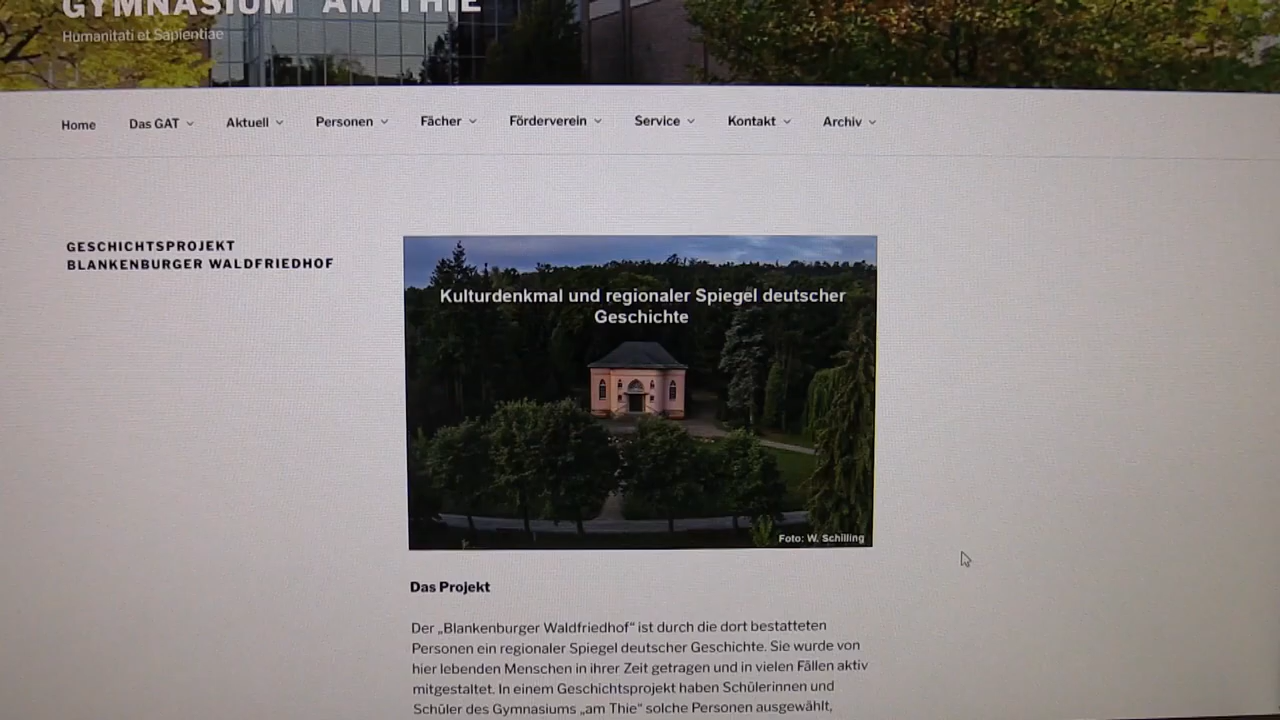 GYMNASIUM "AM THIE"
Humanitati et Sapientiae
Home Das GAT Aktuell Personen Fächer Förderverein Service Kontakt Archiv
GESCHICHTSPROJEKT
BLANKENBURGER WALDFRIEDHOF
Kulturdenkmal und regionaler Spiegel deutscher
Geschichte
Foto: W. Schilling
Das Projekt
Der „Blankenburger Waldfriedhof“ ist durch die dort bestatteten
Personen ein regionaler Spiegel deutscher Geschichte. Sie wurde von
hier lebenden Menschen in ihrer Zeit getragen und in vielen Fällen aktiv
mitgestaltet. In einem Geschichtsprojekt haben Schülerinnen und
Schüler des Gymnasiums „am Thie“ solche Personen ausgewählt,